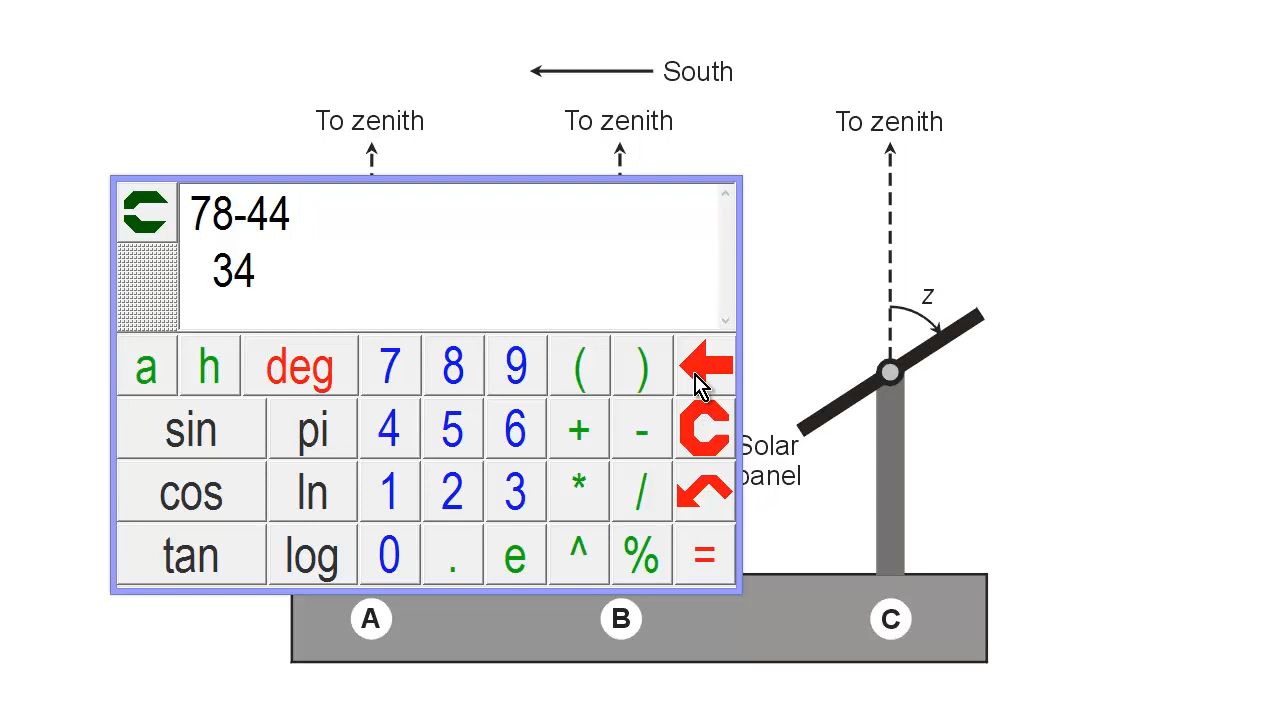 South
To zenith
To zenith
To zenith
78-44
34
z
a h deg 7 8 9 ( )
sin pi 4 5 6 + - C
Solar
panel
cos ln 1 2 3 * /
tan log 0 . e ^ % =
A B C